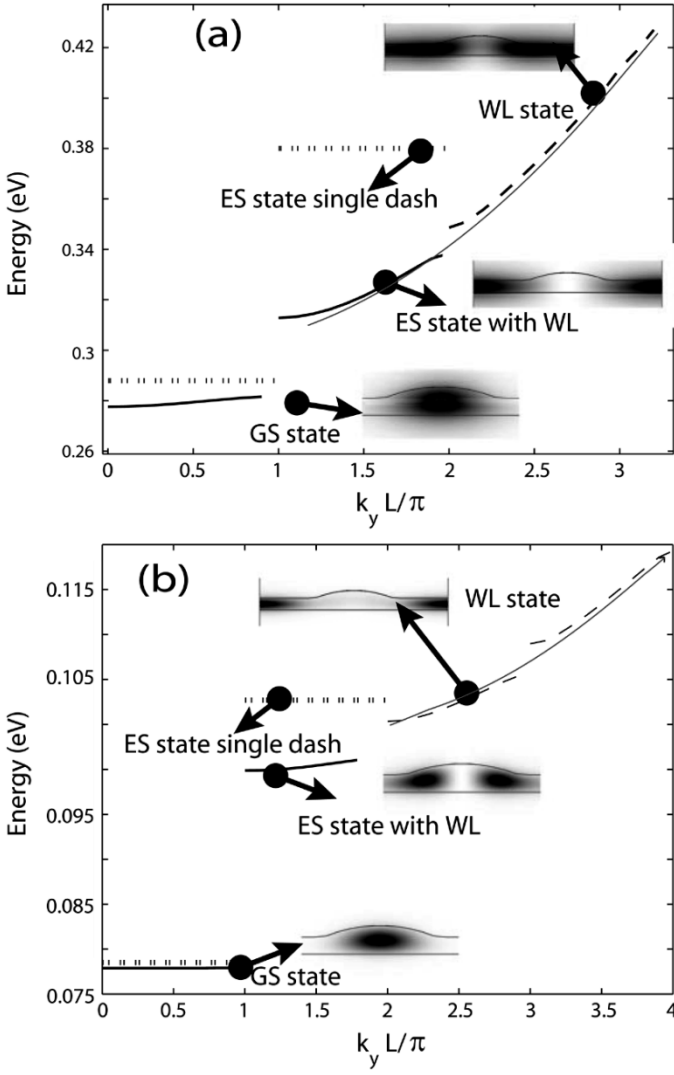 (a)
0.42
0.38
0.34
0.3
0.26
Energy (eV)
WL state
ES state single dash
ES state with WL
GS state
0 0.5 1 1.5 2 2.5 3
k_y L/π
(b)
0.115
0.105
0.095
0.085
0.075
Energy (eV)
WL state
ES state single dash
ES state with WL
GS state
0 0.5 1 1.5 2 2.5 3 3.5 4
k_y L/π